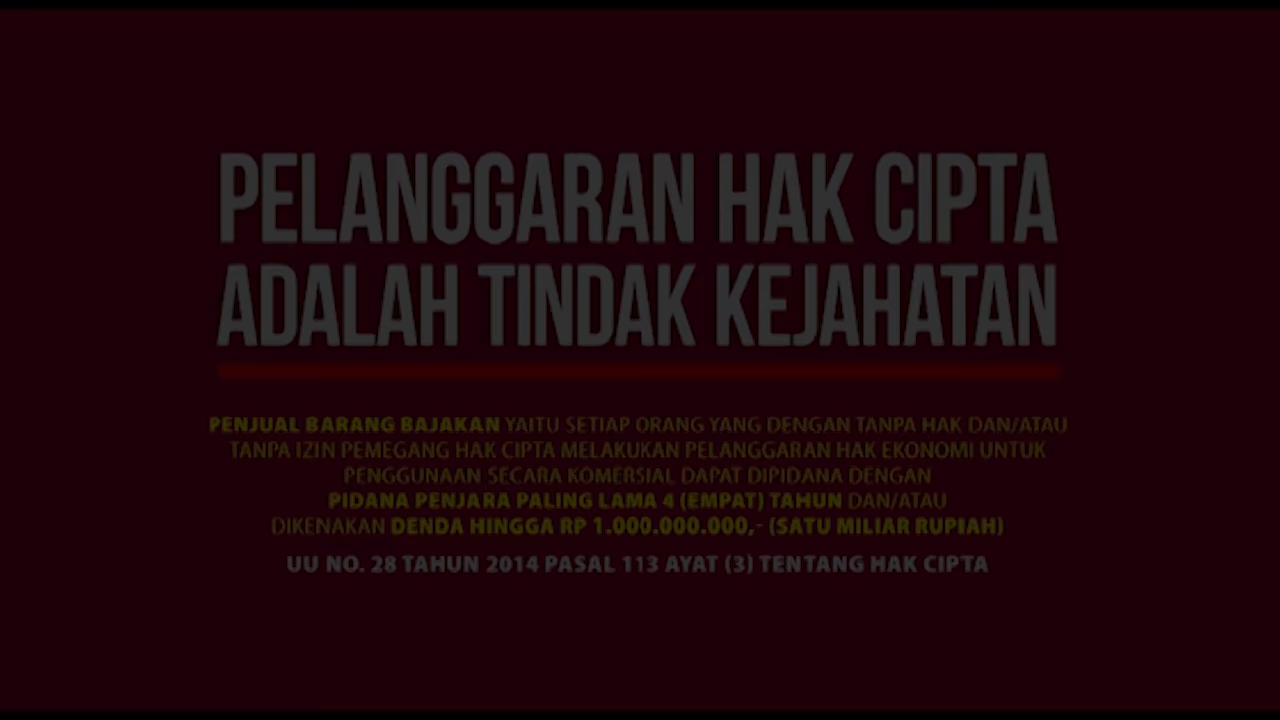 PELANGGARAN HAK CIPTA
ADALAH TINDAK KEJAHATAN
PENJUAL BARANG BAJAKAN YAITU SETIAP ORANG YANG DENGAN TANPA HAK DAN/ATAU
TANPA IZIN PEMEGANG HAK CIPTA MELAKUKAN PELANGGARAN HAK EKONOMI UNTUK
PENGGUNAAN SECARA KOMERSIAL DAPAT DIPIDANA DENGAN
PIDANA PENJARA PALING LAMA 4 (EMPAT) TAHUN DAN/ATAU
DIKENAKAN DENDA HINGGA RP 1.000.000.000,- (SATU MILIAR RUPIAH)
UU NO. 28 TAHUN 2014 PASAL 113 AYAT (3) TENTANG HAK CIPTA